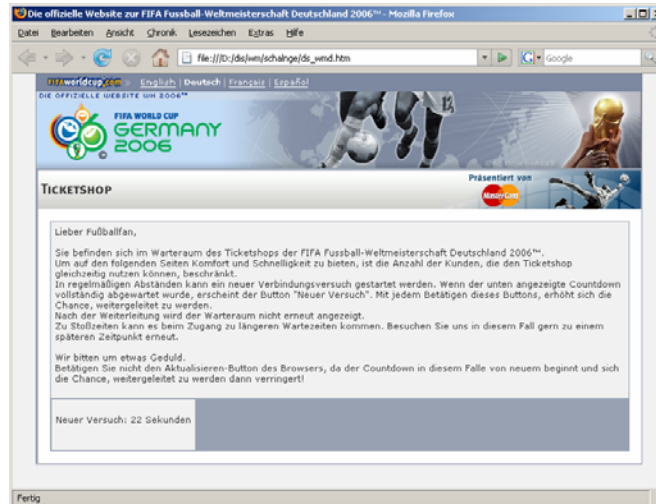 Die offizielle Website zur FIFA Fussball-Weltmeisterschaft Deutschland 2006™ - Mozilla Firefox
Datei Bearbeiten Ansicht Chronik Lesezeichen Extras Hilfe
file:///D:/dis/wm/schalnge/ds_wmd.htm
Google
FIFAworldcup.com English | Deutsch | Français | Español
DIE OFFIZIELLE WEBSITE WM 2006™
FIFA WORLD CUP
GERMANY
2006
12
TICKETSHOP
Präsentiert von
MasterCard
Lieber Fußballfan,
Sie befinden sich im Warteraum des Ticketshops der FIFA Fussball-Weltmeisterschaft Deutschland 2006™.
Um auf den folgenden Seiten Komfort und Schnelligkeit zu bieten, ist die Anzahl der Kunden, die den Ticketshop
gleichzeitig nutzen können, beschränkt.
In regelmäßigen Abständen kann ein neuer Verbindungsversuch gestartet werden. Wenn der unten angezeigte Countdown
vollständig abgewartet wurde, erscheint der Button "Neuer Versuch". Mit jedem Betätigen dieses Buttons, erhöht sich die
Chance, weitergeleitet zu werden.
Nach der Weiterleitung wird der Warteraum nicht erneut angezeigt.
Zu Stoßzeiten kann es beim Zugang zu längeren Wartezeiten kommen. Besuchen Sie uns in diesem Fall gern zu einem
späteren Zeitpunkt erneut.
Wir bitten um etwas Geduld.
Betätigen Sie nicht den Aktualisieren-Button des Browsers, da der Countdown in diesem Falle von neuem beginnt und sich
die Chance, weitergeleitet zu werden dann verringert!
Neuer Versuch: 22 Sekunden
Fertig